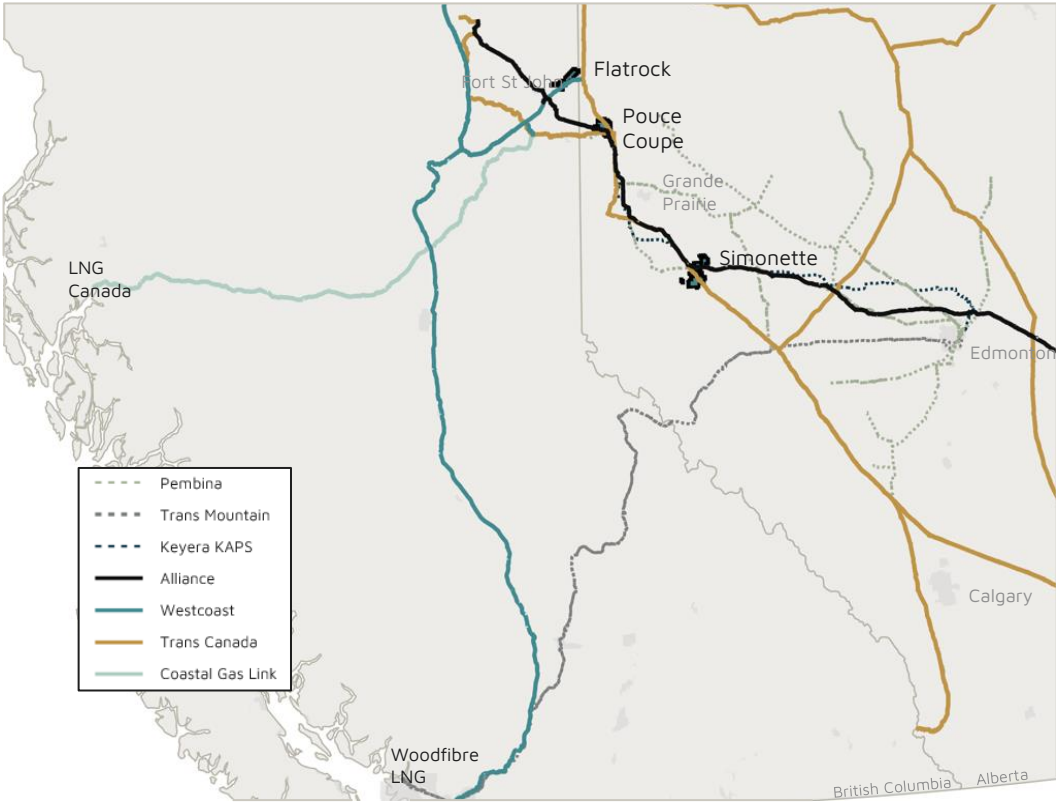 Flatrock
Fort St John
Pouce
Coupe
Grande
Prairie
Simonette
LNG
Canada
Edmonton
Pembina
Trans Mountain
Keyera KAPS
Alliance
Westcoast
Trans Canada
Coastal Gas Link
Calgary
Woodfibre
LNG
British Columbia
Alberta